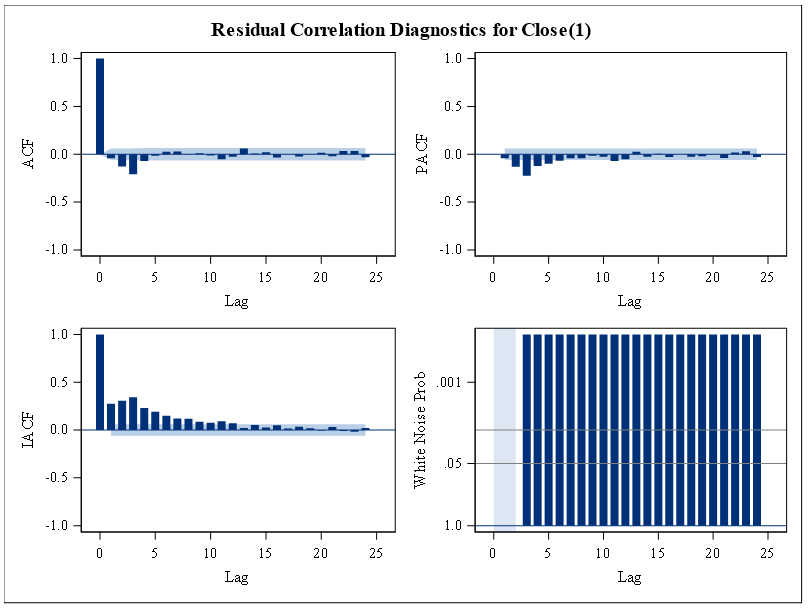 Residual Correlation Diagnostics for Close(1)
1.0
0.5
0.0
-0.5
-1.0
ACF
0 5 10 15 20 25
Lag
1.0
0.5
0.0
-0.5
-1.0
PACF
0 5 10 15 20 25
Lag
1.0
0.5
0.0
-0.5
-1.0
IACF
0 5 10 15 20 25
Lag
.001
.05
1.0
White Noise Prob
0 5 10 15 20 25
Lag